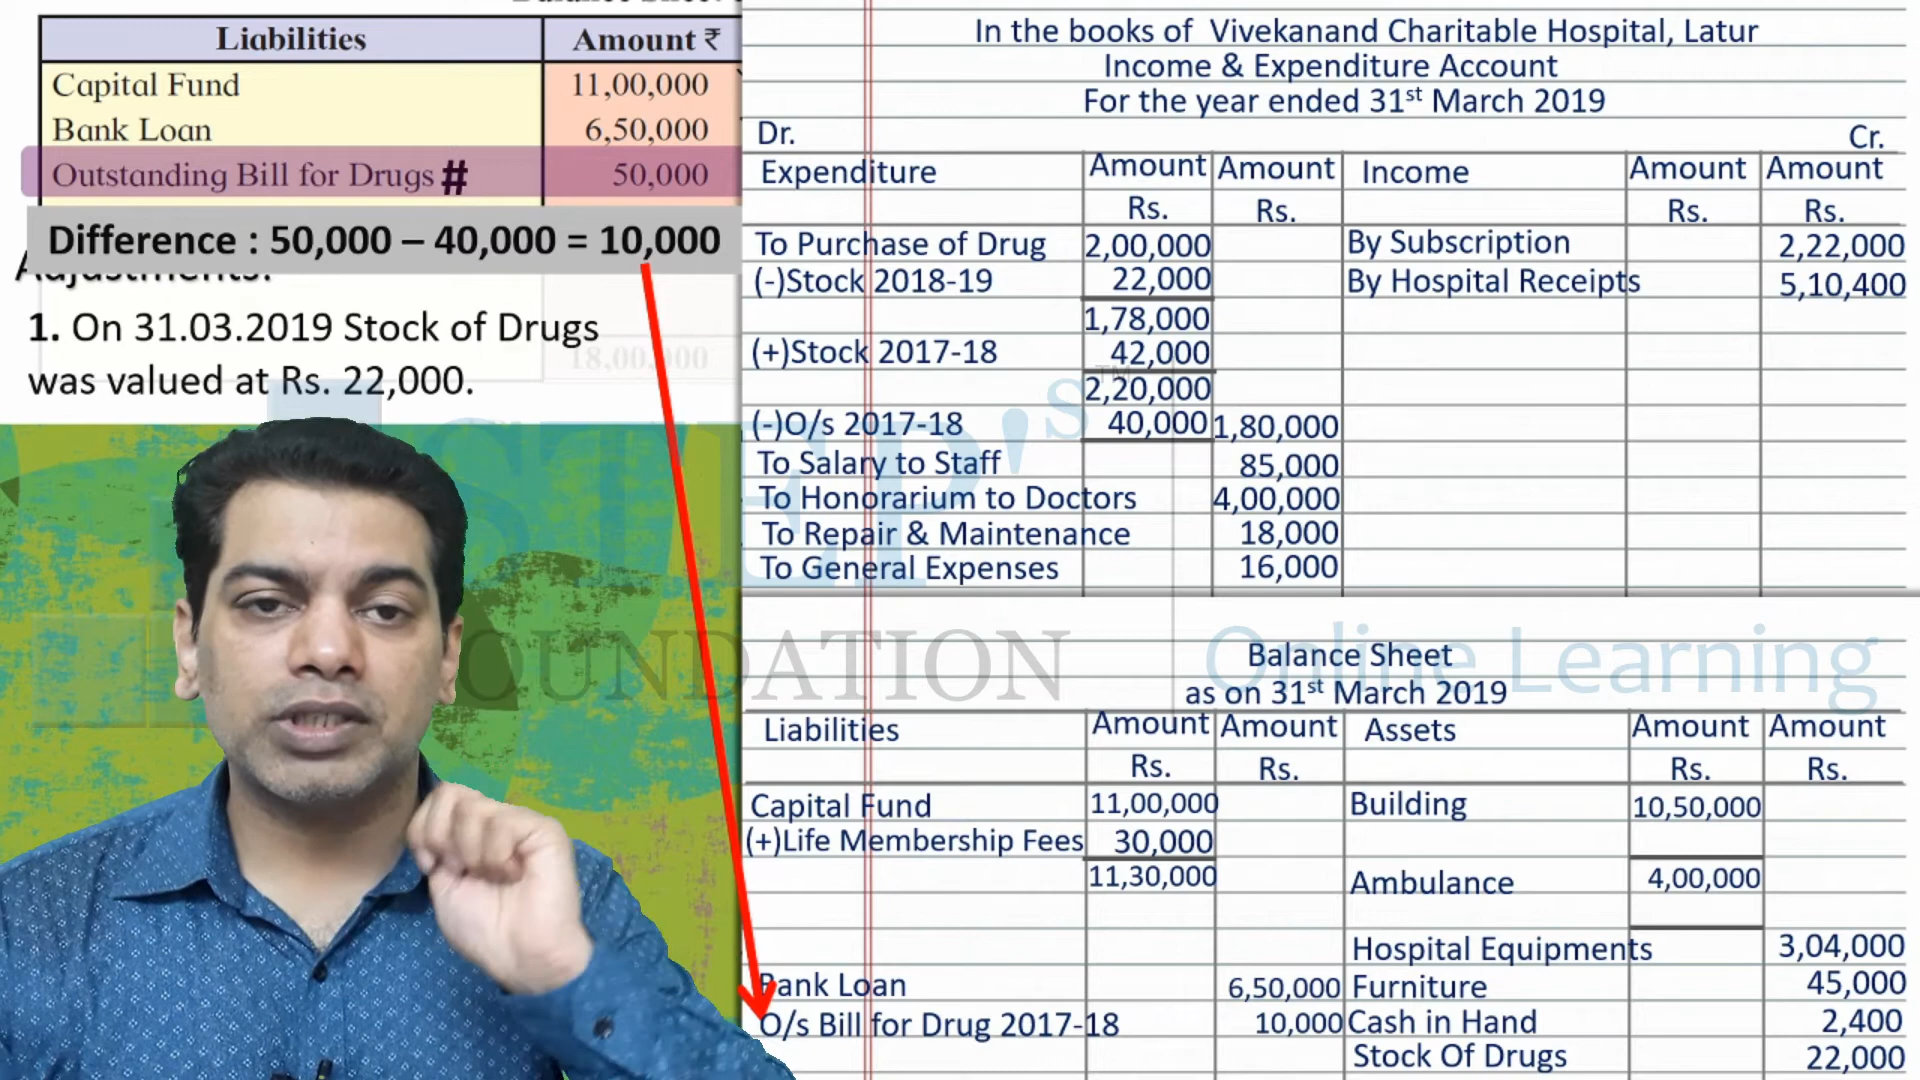 Liabilities Amount ₹
Capital Fund 11,00,000
Bank Loan 6,50,000
Outstanding Bill for Drugs # 50,000
Difference : 50,000 – 40,000 = 10,000
Adjustments:
1. On 31.03.2019 Stock of Drugs
was valued at Rs. 22,000.
18,00,000
In the books of Vivekanand Charitable Hospital, Latur
Income & Expenditure Account
For the year ended 31st March 2019
Dr. Cr.
Expenditure Amount Amount Income Amount Amount
Rs. Rs. Rs. Rs.
To Purchase of Drug 2,00,000 By Subscription 2,22,000
(-)Stock 2018-19 22,000 By Hospital Receipts 5,10,400
1,78,000
(+)Stock 2017-18 42,000
2,20,000
(-)O/s 2017-18 40,000 1,80,000
To Salary to Staff 85,000
To Honorarium to Doctors 4,00,000
To Repair & Maintenance 18,000
To General Expenses 16,000
STEP's™
FOUNDATION Online Learning
Balance Sheet
as on 31st March 2019
Liabilities Amount Amount Assets Amount Amount
Rs. Rs. Rs. Rs.
Capital Fund 11,00,000 Building 10,50,000
(+)Life Membership Fees 30,000
11,30,000 Ambulance 4,00,000
Hospital Equipments 3,04,000
Bank Loan 6,50,000 Furniture 45,000
O/s Bill for Drug 2017-18 10,000 Cash in Hand 2,400
Stock Of Drugs 22,000